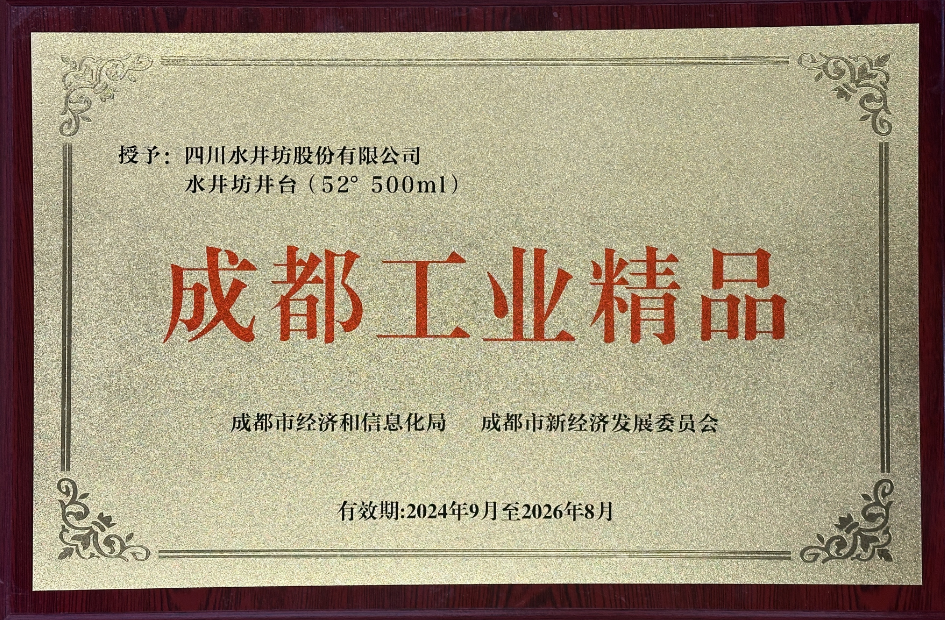 授予：四川水井坊股份有限公司
水井坊井台（52° 500ml）
成都工业精品
成都市经济和信息化局 成都市新经济发展委员会
有效期:2024年9月至2026年8月